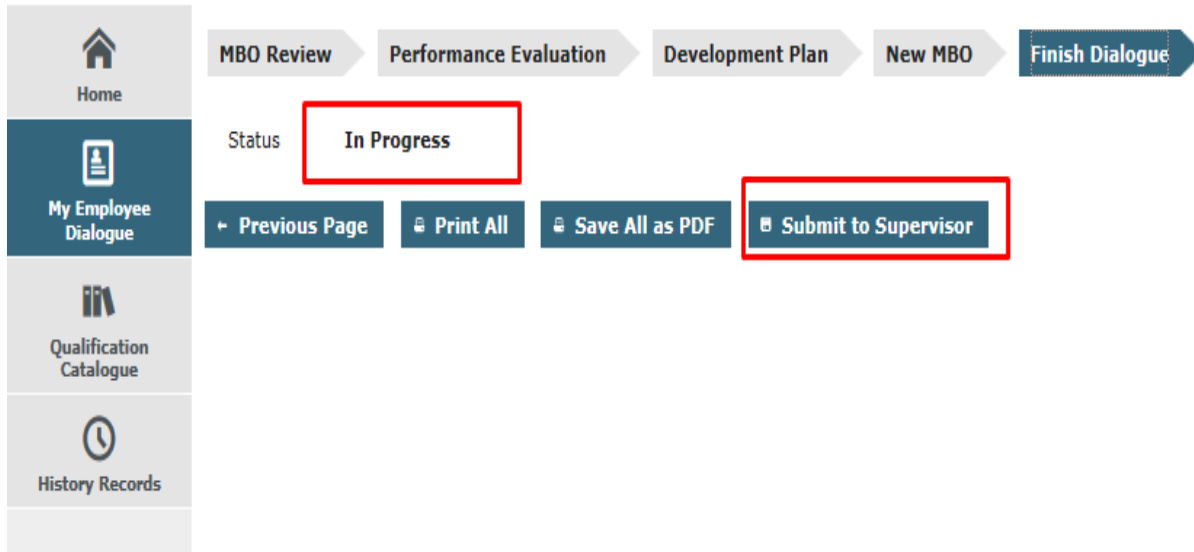 Home
My Employee
Dialogue
Qualification
Catalogue
History Records
MBO Review Performance Evaluation Development Plan New MBO Finish Dialogue
Status In Progress
Previous Page Print All Save All as PDF Submit to Supervisor